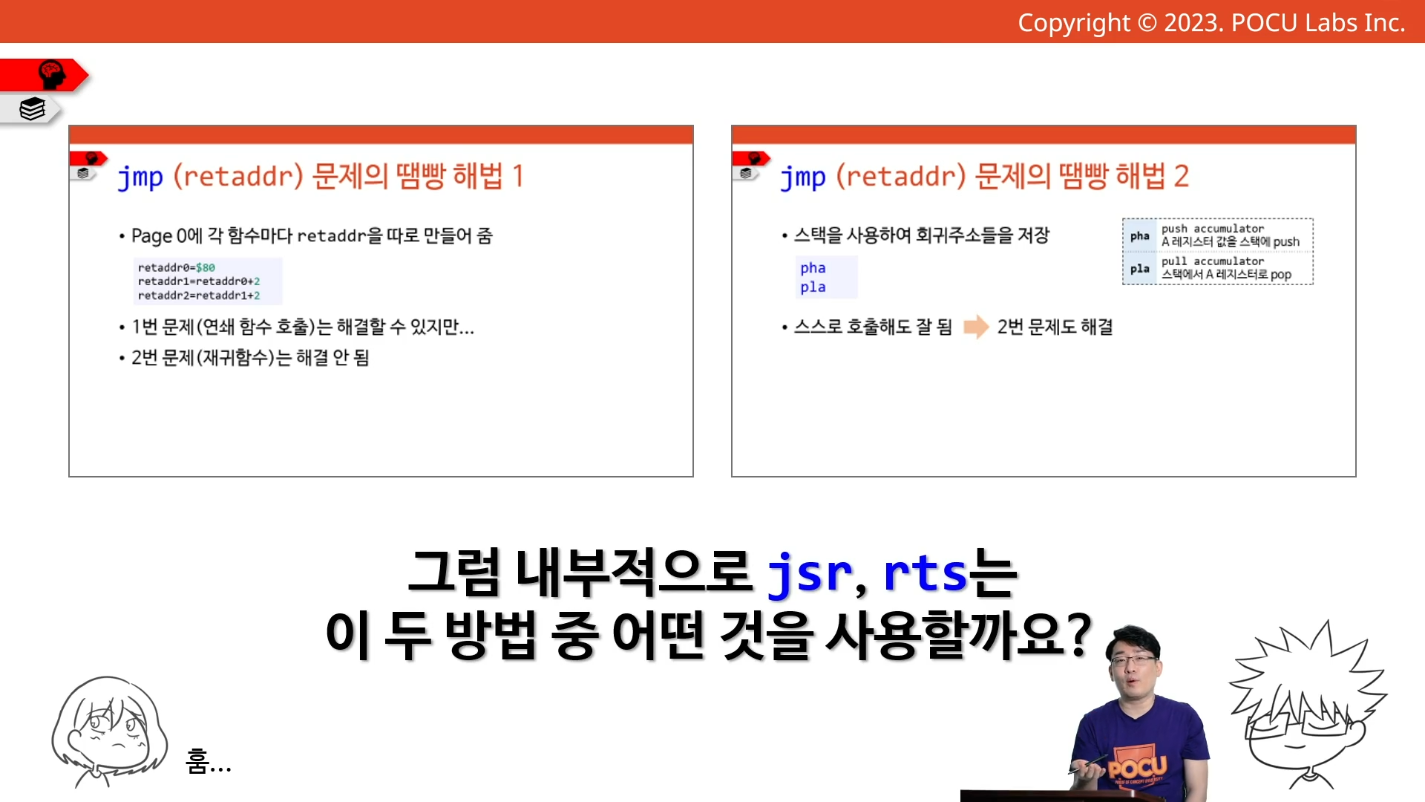 Copyright © 2023. POCU Labs Inc.
jmp (retaddr) 문제의 땜빵 해법 1
• Page 0에 각 함수마다 retaddr을 따로 만들어 줌
retaddr0=$80
retaddr1=retaddr0+2
retaddr2=retaddr1+2
• 1번 문제(연쇄 함수 호출)는 해결할 수 있지만...
• 2번 문제(재귀함수)는 해결 안 됨
jmp (retaddr) 문제의 땜빵 해법 2
• 스택을 사용하여 회귀주소들을 저장
pha
pla
pha push accumulator
A 레지스터 값을 스택에 push
pla pull accumulator
스택에서 A 레지스터로 pop
• 스스로 호출해도 잘 됨 2번 문제도 해결
그럼 내부적으로 jsr, rts는
이 두 방법 중 어떤 것을 사용할까요?
훔...
POCU